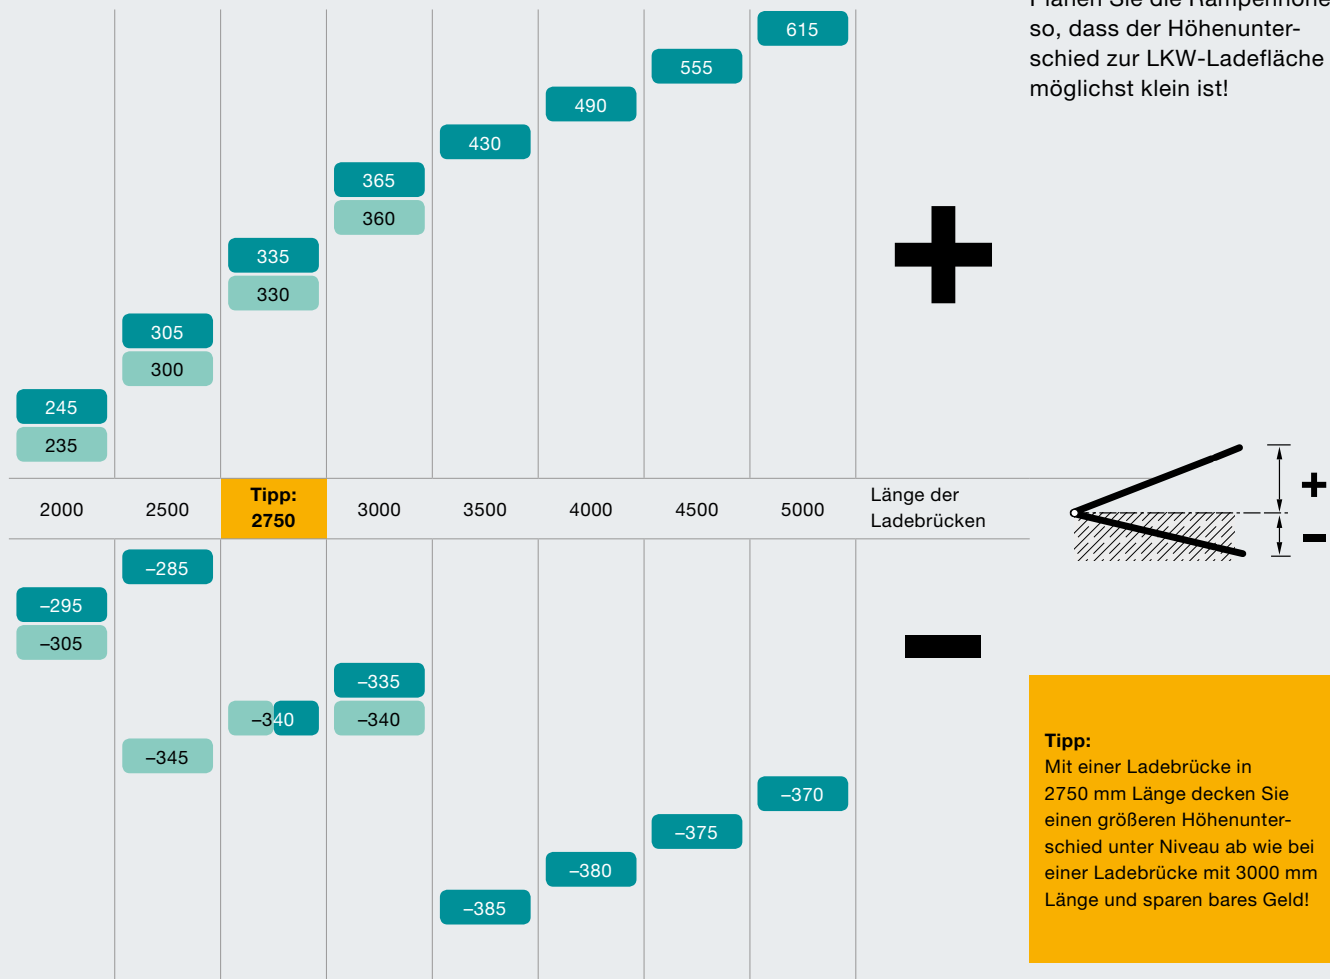 Planen Sie die Rampenhöhe
so, dass der Höhenunter-
schied zur LKW-Ladefläche
möglichst klein ist!
615
555
490
430
365
360
335
330
305
300
245
235
2000 2500 Tipp: 2750 3000 3500 4000 4500 5000 Länge der
Ladebrücken
+
–
–285
–295
–305
–335
–340 –340
–345
–370
–375
–380
–385
Tipp:
Mit einer Ladebrücke in
2750 mm Länge decken Sie
einen größeren Höhenunter-
schied unter Niveau ab wie bei
einer Ladebrücke mit 3000 mm
Länge und sparen bares Geld!